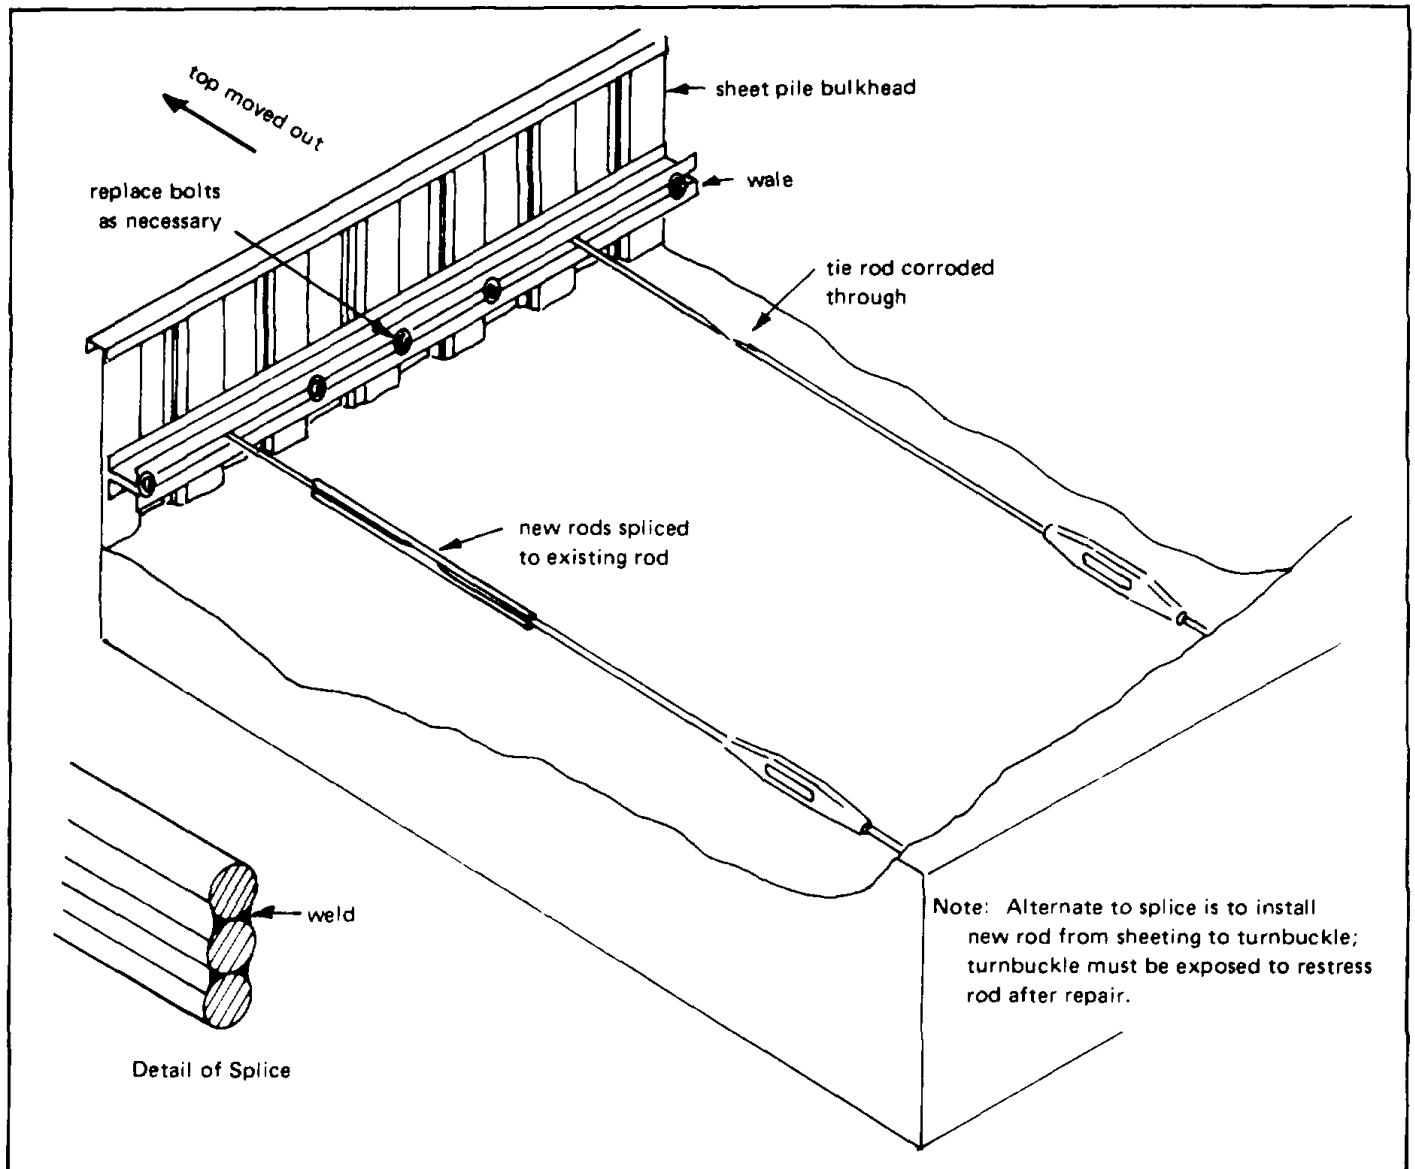 top moved out
sheet pile bulkhead
replace bolts
as necessary
wale
tie rod corroded
through
new rods spliced
to existing rod
weld
Note: Alternate to splice is to install
new rod from sheeting to turnbuckle;
turnbuckle must be exposed to restress
rod after repair.
Detail of Splice